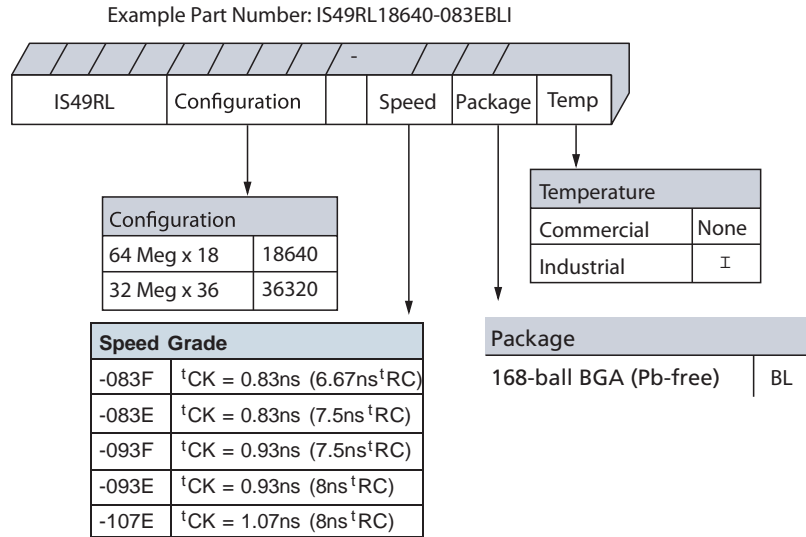 Example Part Number: IS49RL18640-083EBLI
-
IS49RL Configuration Speed Package Temp
Configuration
64 Meg x 18 18640
32 Meg x 36 36320
Temperature
Commercial None
Industrial I
Speed Grade
-083F tCK = 0.83ns (6.67ns tRC)
-083E tCK = 0.83ns (7.5ns tRC)
-093F tCK = 0.93ns (7.5ns tRC)
-093E tCK = 0.93ns (8ns tRC)
-107E tCK = 1.07ns (8ns tRC)
Package
168-ball BGA (Pb-free) BL